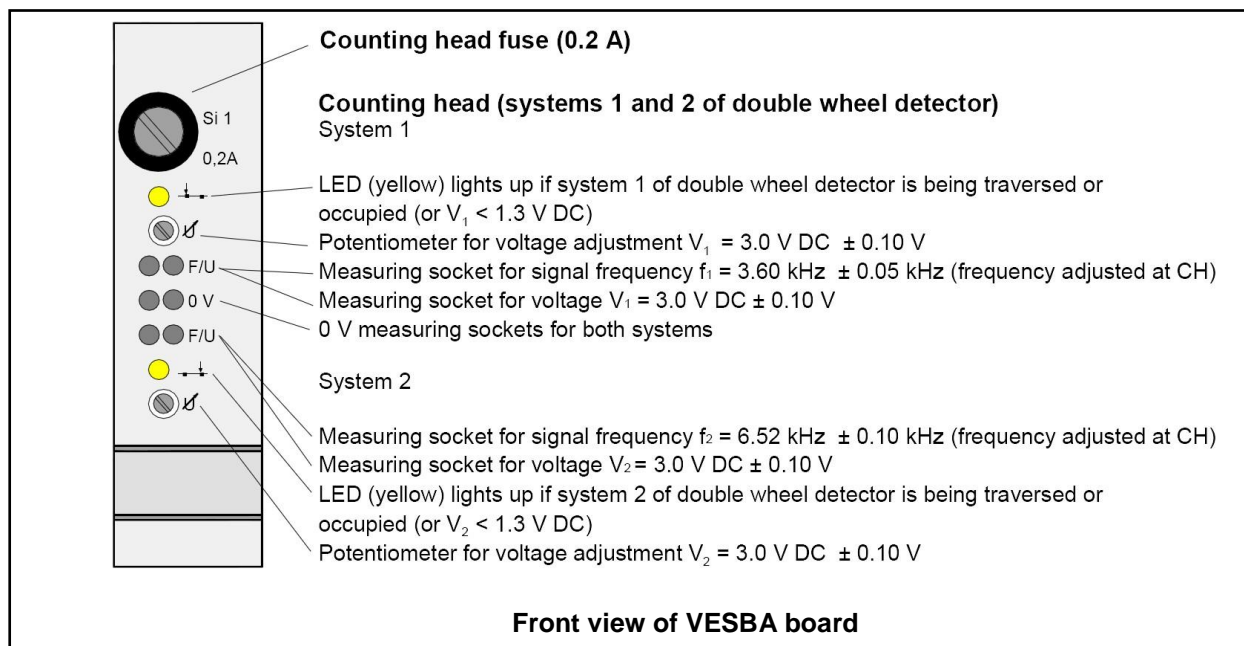 Counting head fuse (0.2 A)
Si 1
0,2A
Counting head (systems 1 and 2 of double wheel detector)
System 1
LED (yellow) lights up if system 1 of double wheel detector is being traversed or
occupied (or V₁ < 1.3 V DC)
U
Potentiometer for voltage adjustment V₁ = 3.0 V DC ± 0.10 V
F/U
Measuring socket for signal frequency f₁ = 3.60 kHz ± 0.05 kHz (frequency adjusted at CH)
Measuring socket for voltage V₁ = 3.0 V DC ± 0.10 V
0 V
0 V measuring sockets for both systems
F/U
System 2
U
Measuring socket for signal frequency f₂ = 6.52 kHz ± 0.10 kHz (frequency adjusted at CH)
Measuring socket for voltage V₂ = 3.0 V DC ± 0.10 V
LED (yellow) lights up if system 2 of double wheel detector is being traversed or
occupied (or V₂ < 1.3 V DC)
Potentiometer for voltage adjustment V₂ = 3.0 V DC ± 0.10 V
Front view of VESBA board